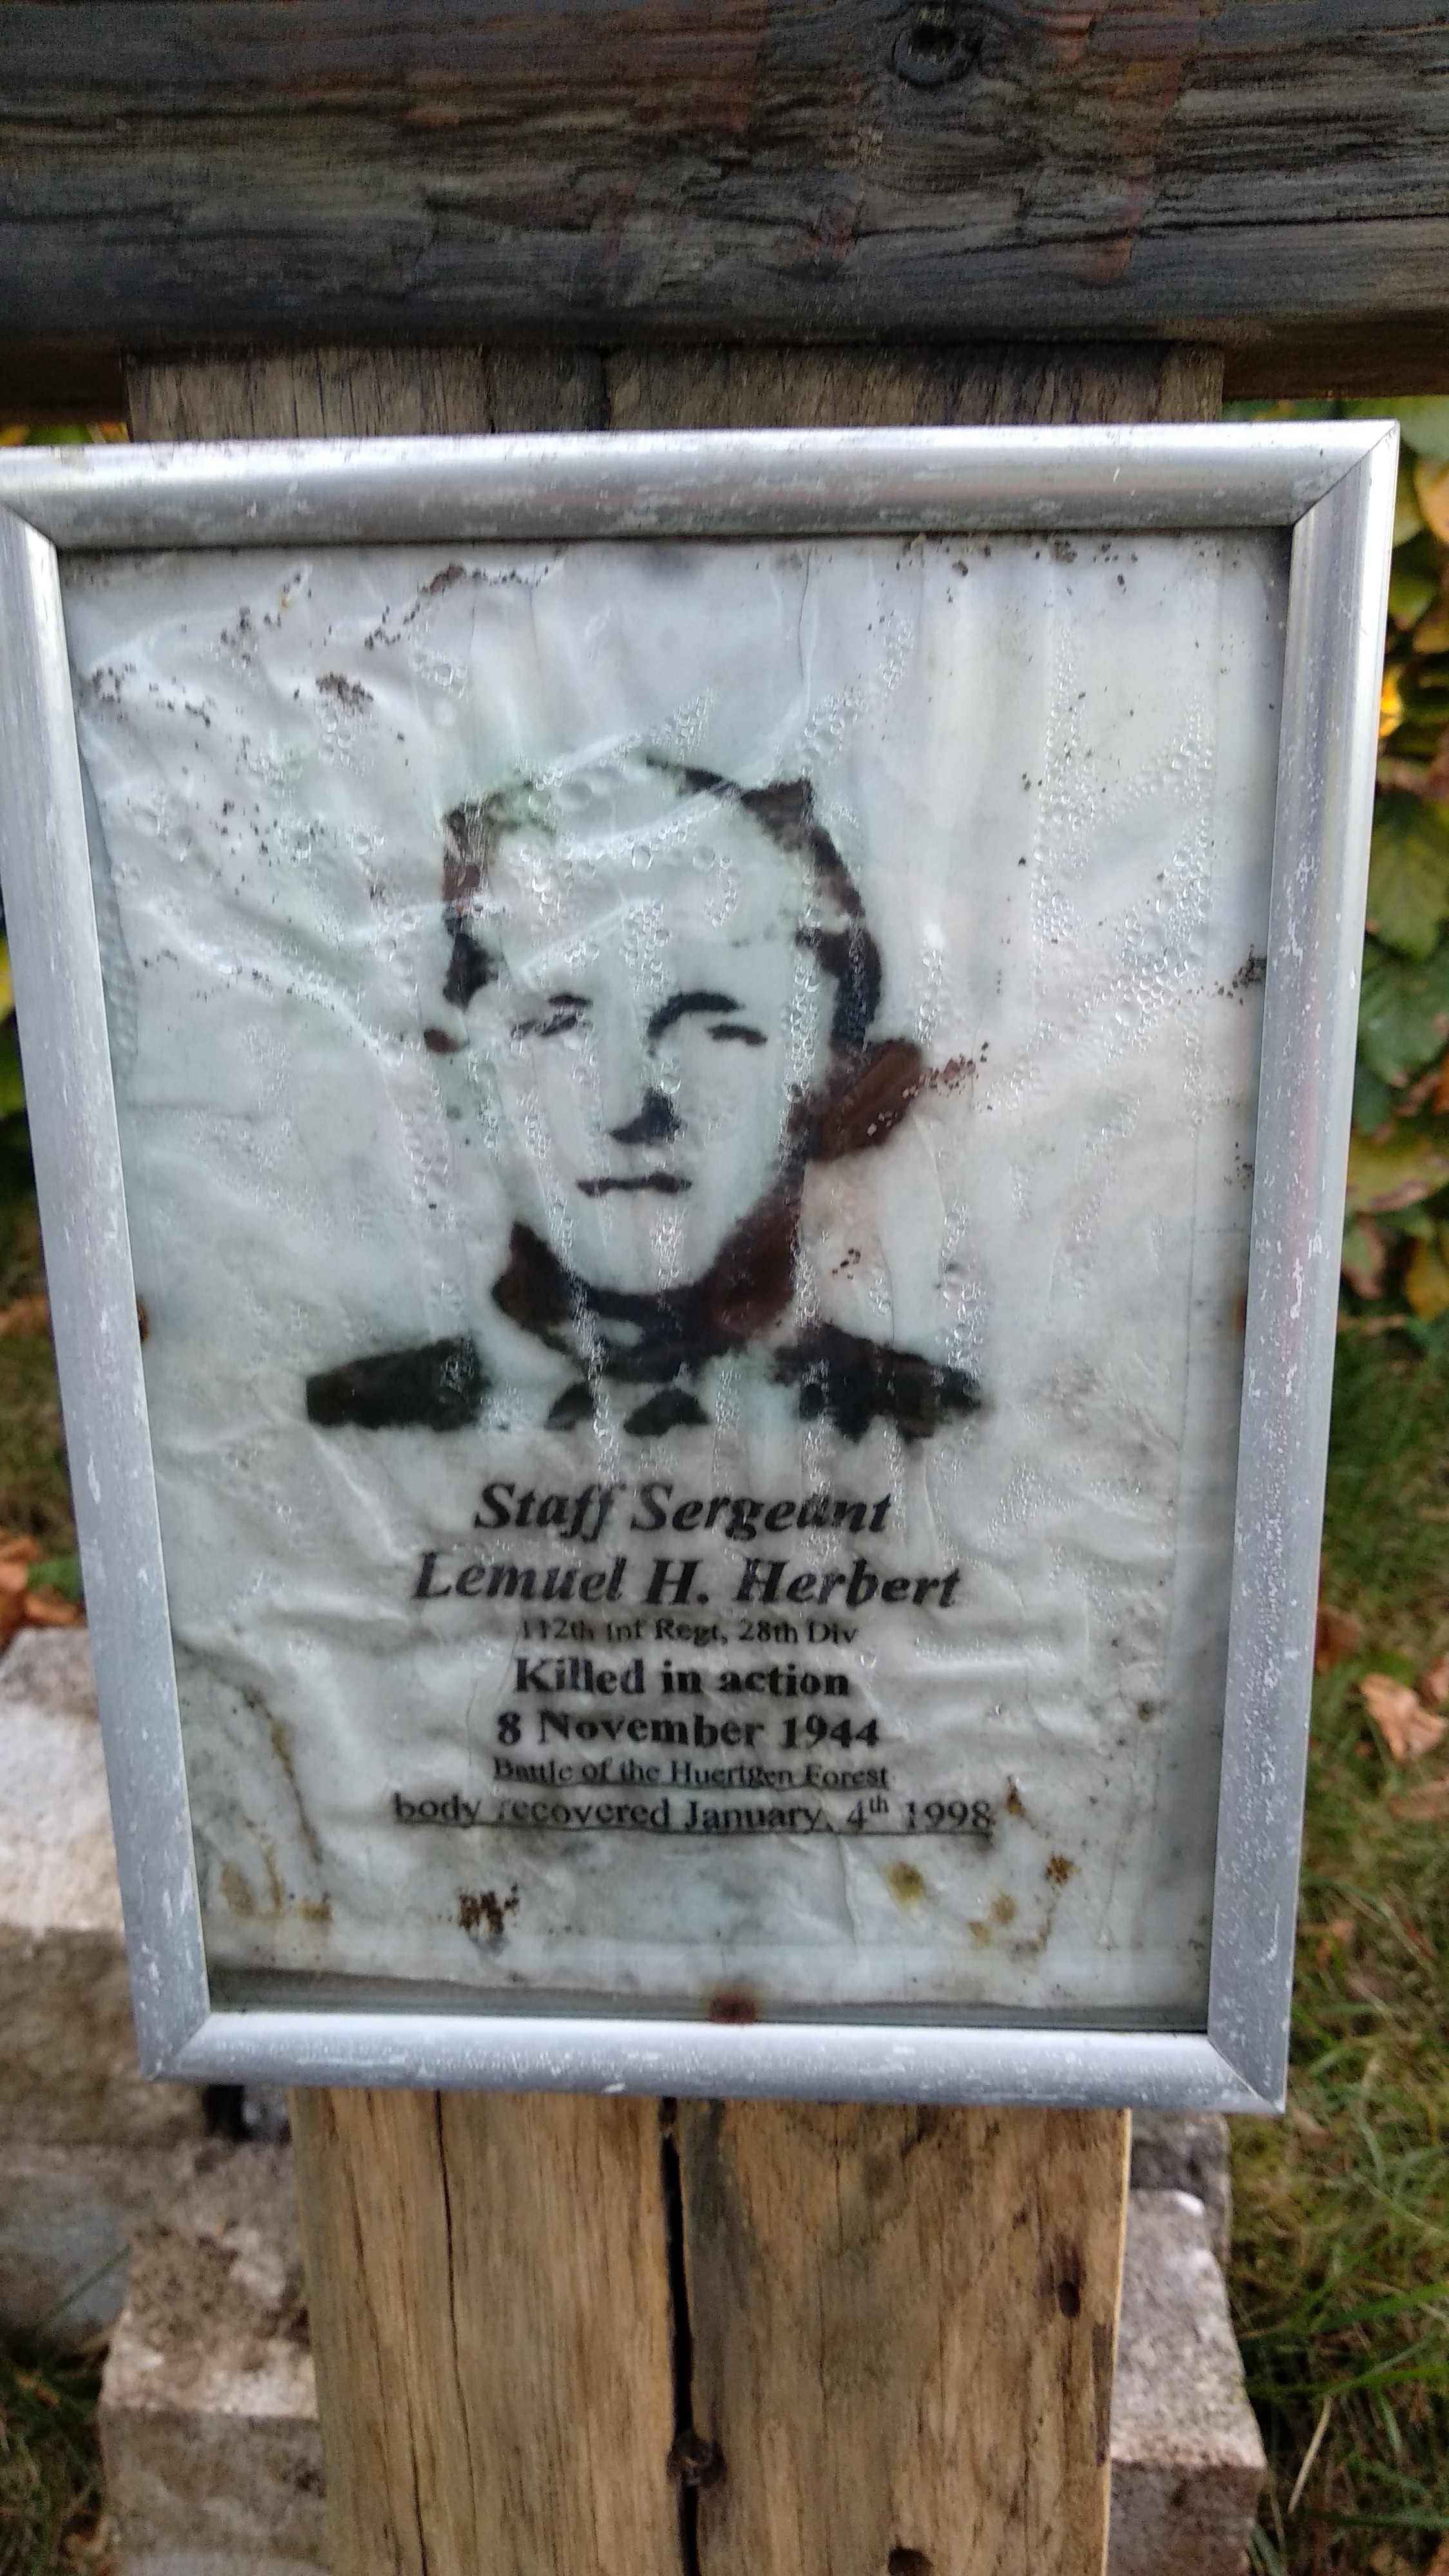 Staff Sergeant
Lemuel H. Herbert
112th Inf Regt, 28th Div
Killed in action
8 November 1944
Battle of the Huertgen Forest
body recovered January, 4th 1998